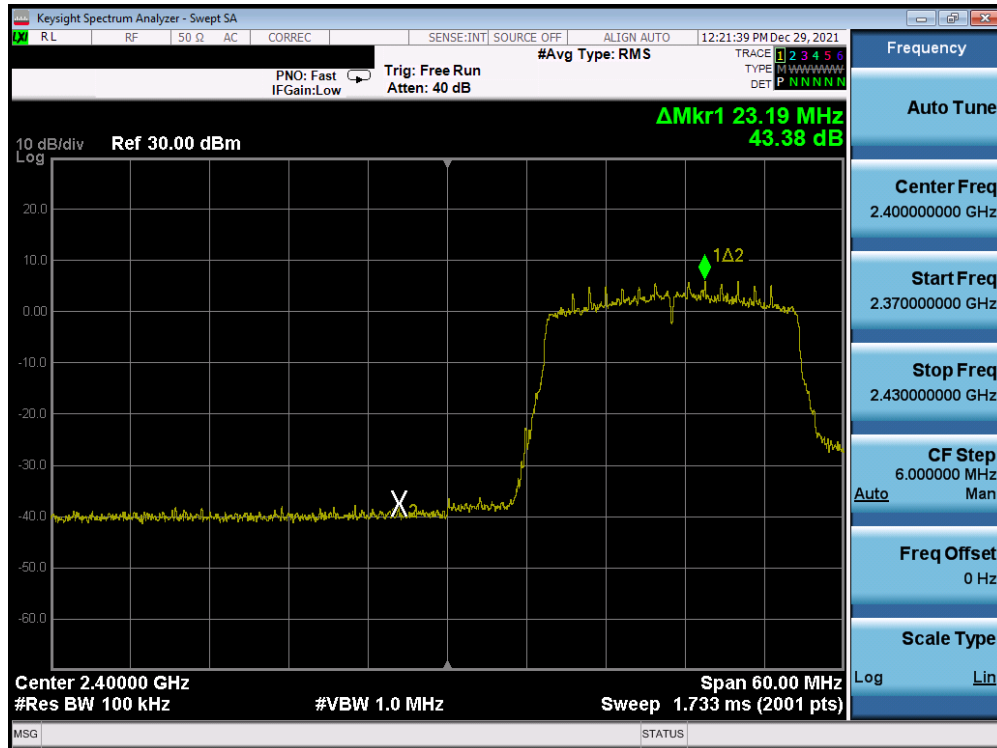 Keysight Spectrum Analyzer - Swept SA
LXI RL RF 50 Ω AC CORREC SENSE:INT SOURCE OFF ALIGN AUTO 12:21:39 PM Dec 29, 2021
#Avg Type: RMS
TRACE 1 2 3 4 5 6
TYPE M WWWWW
DET P N N N N N
PNO: Fast
IFGain:Low
Trig: Free Run
Atten: 40 dB
ΔMkr1 23.19 MHz
43.38 dB
10 dB/div
Log
Ref 30.00 dBm
20.0
10.0
0.00
-10.0
-20.0
-30.0
-40.0
-50.0
-60.0
1Δ2
X2
Center 2.40000 GHz
Span 60.00 MHz
#Res BW 100 kHz
#VBW 1.0 MHz
Sweep 1.733 ms (2001 pts)
MSG
STATUS
Frequency
Auto Tune
Center Freq
2.400000000 GHz
Start Freq
2.370000000 GHz
Stop Freq
2.430000000 GHz
CF Step
6.000000 MHz
Auto Man
Freq Offset
0 Hz
Scale Type
Log Lin